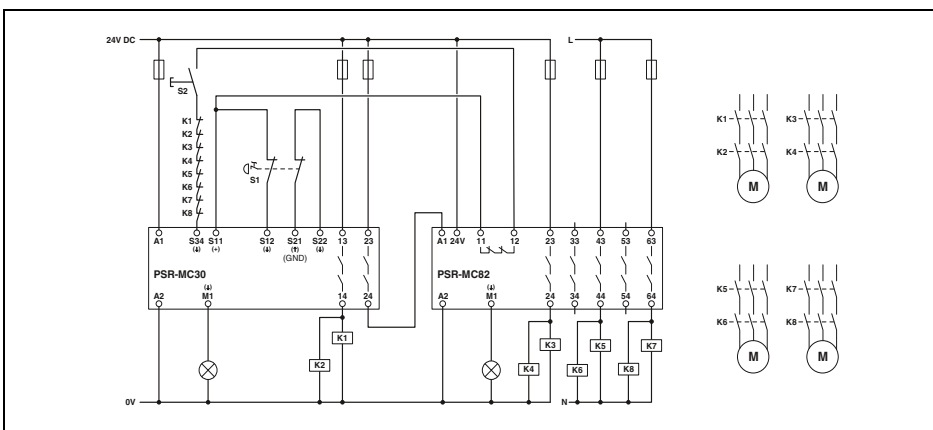 24V DC
L
S2
K1
K2
K3
K4
K5
K6
K7
K8
S1
A1 S34 S11 S12 S21 S22 13 23
(↓) (+) (↓) (↑) (↓)
(GND)
PSR-MC30
A2 M1 14 24
(↓)
A1 24V 11 12 23 33 43 53 63
PSR-MC82
A2 M1 24 34 44 54 64
(↓)
K1
K2
K3
K4
K5
K6
K7
K8
0V
N
K1 K3
K2 K4
M M
K5 K7
K6 K8
M M